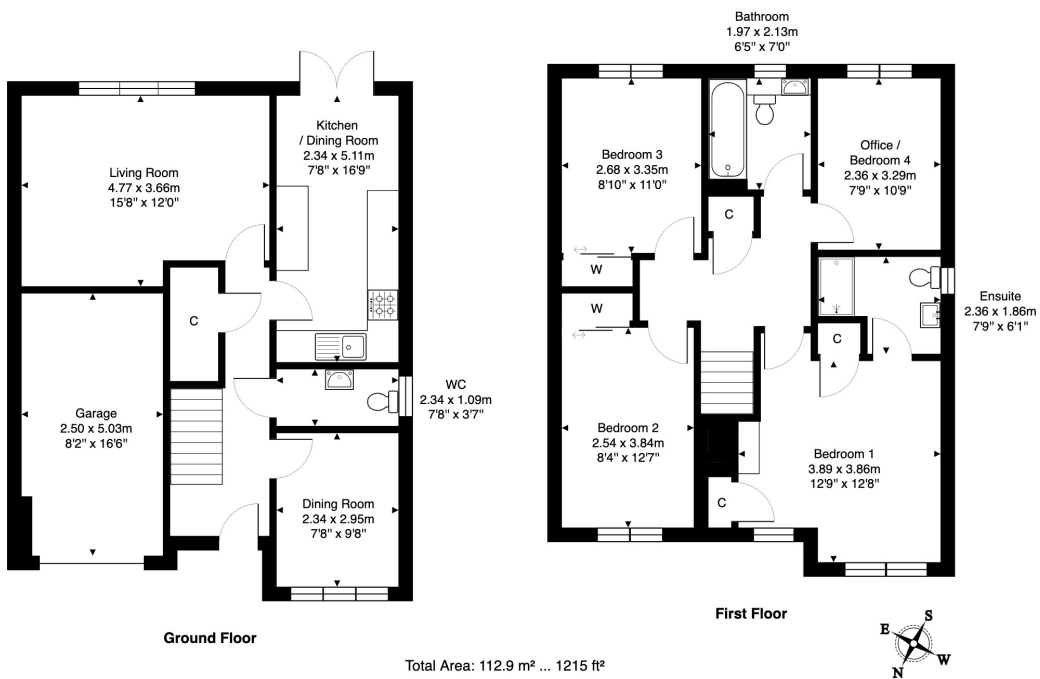 Living Room
4.77 x 3.66m
15'8" x 12'0"
Kitchen
/ Dining Room
2.34 x 5.11m
7'8" x 16'9"
C
Garage
2.50 x 5.03m
8'2" x 16'6"
WC
2.34 x 1.09m
7'8" x 3'7"
Dining Room
2.34 x 2.95m
7'8" x 9'8"
Ground Floor
Bathroom
1.97 x 2.13m
6'5" x 7'0"
Bedroom 3
2.68 x 3.35m
8'10" x 11'0"
Office /
Bedroom 4
2.36 x 3.29m
7'9" x 10'9"
C
W
W
Ensuite
2.36 x 1.86m
7'9" x 6'1"
C
Bedroom 2
2.54 x 3.84m
8'4" x 12'7"
Bedroom 1
3.89 x 3.86m
12'9" x 12'8"
C
First Floor
S
E
W
N
Total Area: 112.9 m² ... 1215 ft²